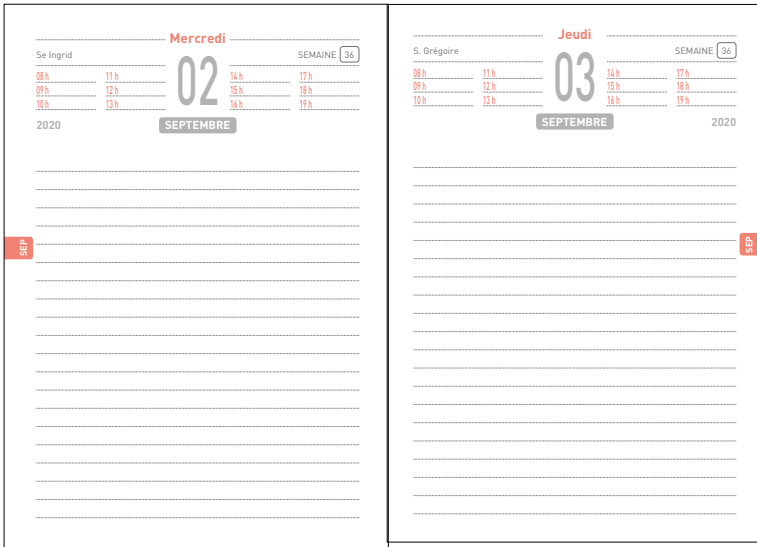 Mercredi
Se Ingrid
SEMAINE 36
02
08 h 11 h 14 h 17 h
09 h 12 h 15 h 18 h
10 h 13 h 16 h 19 h
2020 SEPTEMBRE
SEP
Jeudi
S. Grégoire
SEMAINE 36
03
08 h 11 h 14 h 17 h
09 h 12 h 15 h 18 h
10 h 13 h 16 h 19 h
SEPTEMBRE 2020
SEP